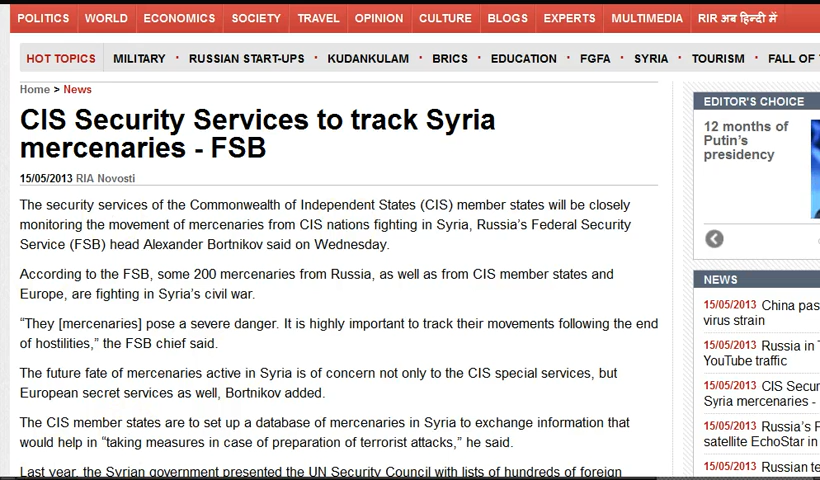 POLITICS WORLD ECONOMICS SOCIETY TRAVEL OPINION CULTURE BLOGS EXPERTS MULTIMEDIA RIR अब हिन्दी में
HOT TOPICS MILITARY • RUSSIAN START-UPS • KUDANKULAM • BRICS • EDUCATION • FGFA • SYRIA • TOURISM • FALL OF
Home > News
CIS Security Services to track Syria
mercenaries - FSB
15/05/2013 RIA Novosti
The security services of the Commonwealth of Independent States (CIS) member states will be closely
monitoring the movement of mercenaries from CIS nations fighting in Syria, Russia’s Federal Security
Service (FSB) head Alexander Bortnikov said on Wednesday.
According to the FSB, some 200 mercenaries from Russia, as well as from CIS member states and
Europe, are fighting in Syria’s civil war.
“They [mercenaries] pose a severe danger. It is highly important to track their movements following the end
of hostilities,” the FSB chief said.
The future fate of mercenaries active in Syria is of concern not only to the CIS special services, but
European secret services as well, Bortnikov added.
The CIS member states are to set up a database of mercenaries in Syria to exchange information that
would help in “taking measures in case of preparation of terrorist attacks,” he said.
Last year, the Syrian government presented the UN Security Council with lists of hundreds of foreign
EDITOR'S CHOICE
12 months of
Putin’s
presidency
NEWS
15/05/2013 China pas
virus strain
15/05/2013 Russia in
YouTube traffic
15/05/2013 CIS Secur
Syria mercenaries -
15/05/2013 Russia’s
satellite EchoStar in
15/05/2013 Russian te